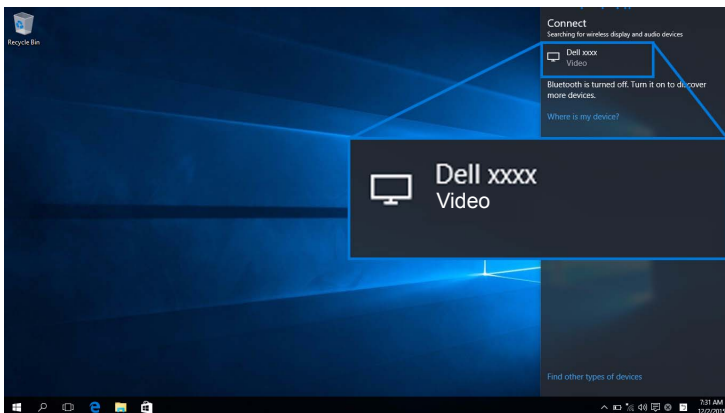 Recycle Bin
Connect
Searching for wireless display and audio devices
Dell xxxx
Video
Bluetooth is turned off. Turn it on to discover
more devices.
Where is my device?
Dell xxxx
Video
Find other types of devices
7:31 AM